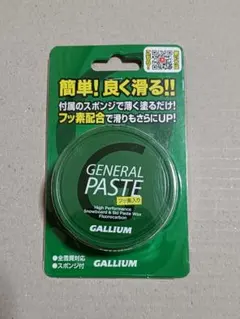 簡単!良く滑る!!
付属のスポンジで薄く塗るだけ!
フッ素配合で滑りもさらにUP!
GENERAL
PASTE
フッ素入り
High Performance
Snowboard & Ski Paste Wax
Fluorocarbon
GALLIUM
●全雪質対応
●スポンジ付
GALLIUM